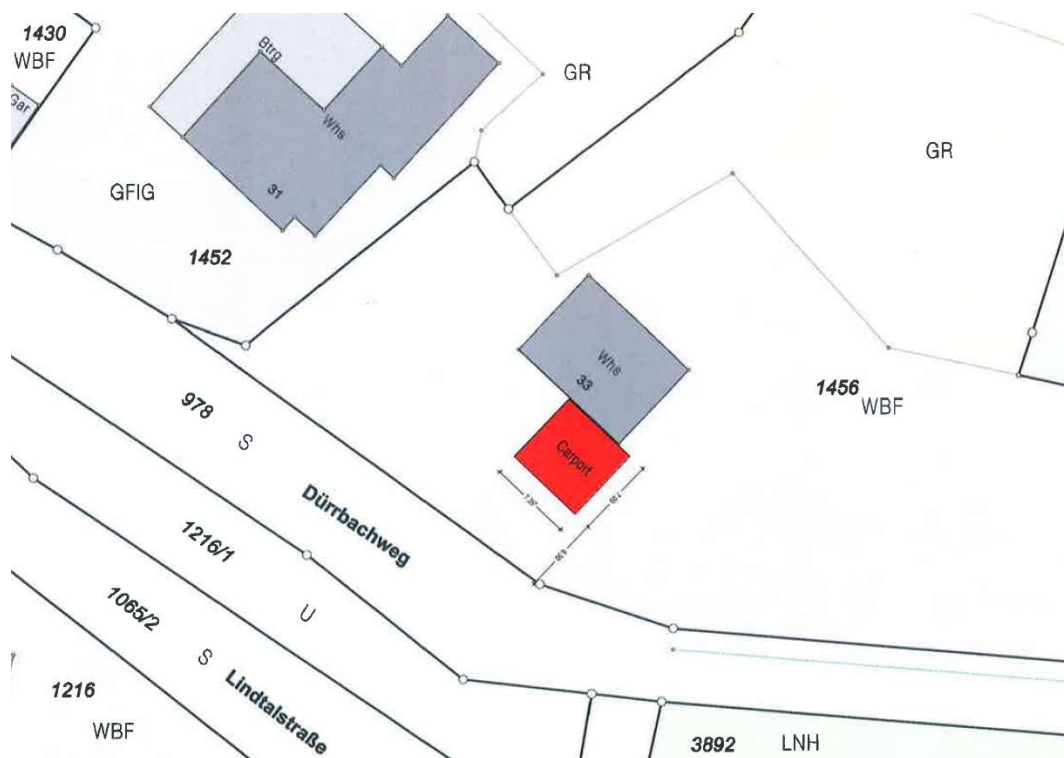 1430
WBF
Gar
Btrg
GR
Whs
GR
31
GFIG
1452
Whs
33
1456
WBF
978
S
Carport
Dürrbachweg
1216/1
U
1065/2
S
Lindtalstraße
1216
WBF
3892
LNH